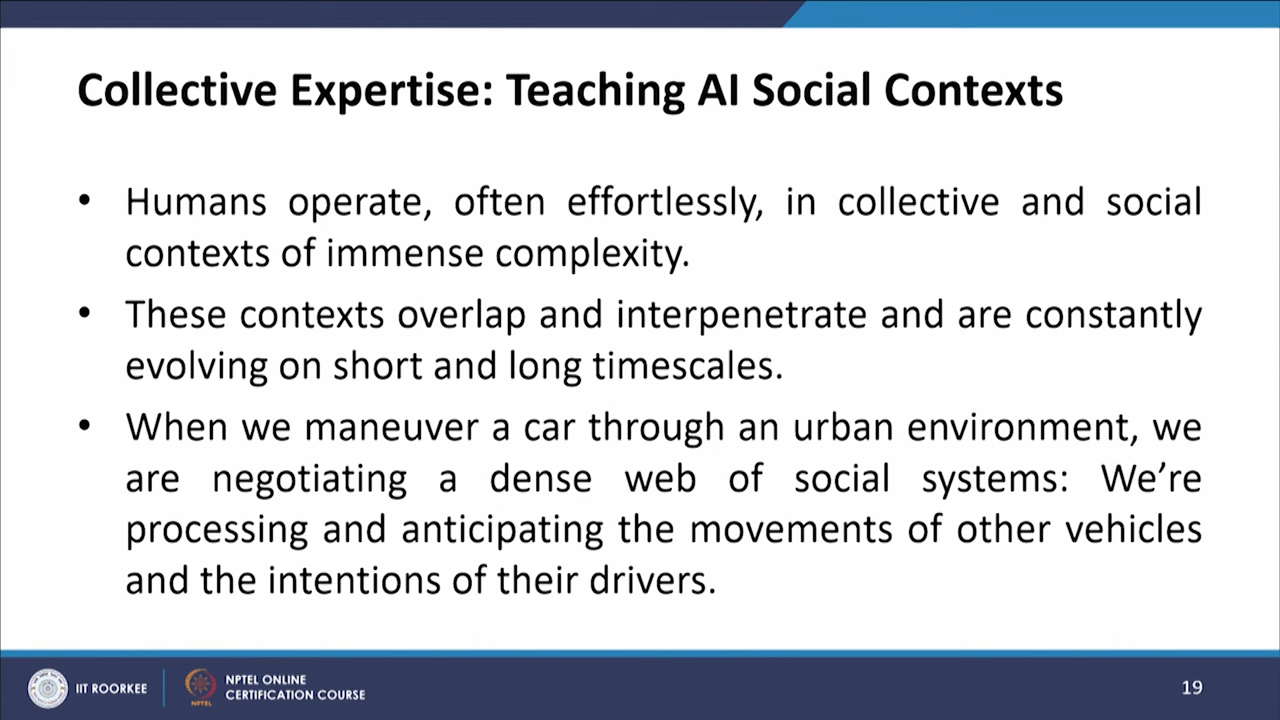 Collective Expertise: Teaching AI Social Contexts
• Humans operate, often effortlessly, in collective and social
contexts of immense complexity.
• These contexts overlap and interpenetrate and are constantly
evolving on short and long timescales.
• When we maneuver a car through an urban environment, we
are negotiating a dense web of social systems: We’re
processing and anticipating the movements of other vehicles
and the intentions of their drivers.
IIT ROORKEE
NPTEL
NPTEL ONLINE
CERTIFICATION COURSE
19